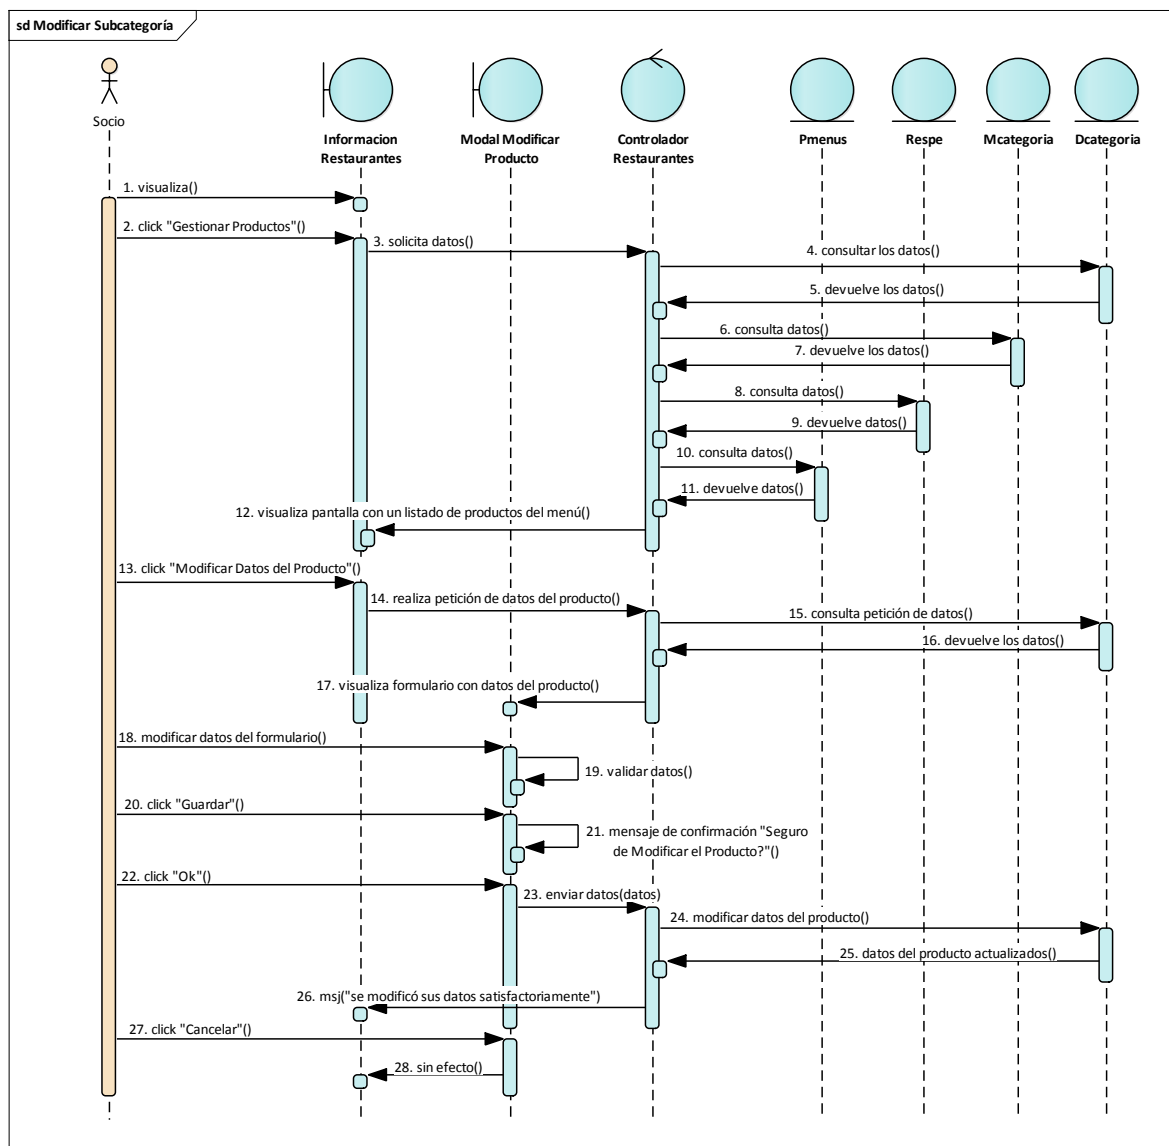 sd Modificar Subcategoría
Socio
Informacion
Restaurantes
Modal Modificar
Producto
Controlador
Restaurantes
Pmenus
Respe
Mcategoria
Dcategoria
1. visualiza()
2. click "Gestionar Productos"()
3. solicita datos()
4. consultar los datos()
5. devuelve los datos()
6. consulta datos()
7. devuelve los datos()
8. consulta datos()
9. devuelve datos()
10. consulta datos()
11. devuelve datos()
12. visualiza pantalla con un listado de productos del menú()
13. click "Modificar Datos del Producto"()
14. realiza petición de datos del producto()
15. consulta petición de datos()
16. devuelve los datos()
17. visualiza formulario con datos del producto()
18. modificar datos del formulario()
19. validar datos()
20. click "Guardar"()
21. mensaje de confirmación "Seguro
de Modificar el Producto?"()
22. click "Ok"()
23. enviar datos(datos)
24. modificar datos del producto()
25. datos del producto actualizados()
26. msj("se modificó sus datos satisfactoriamente")
27. click "Cancelar"()
28. sin efecto()